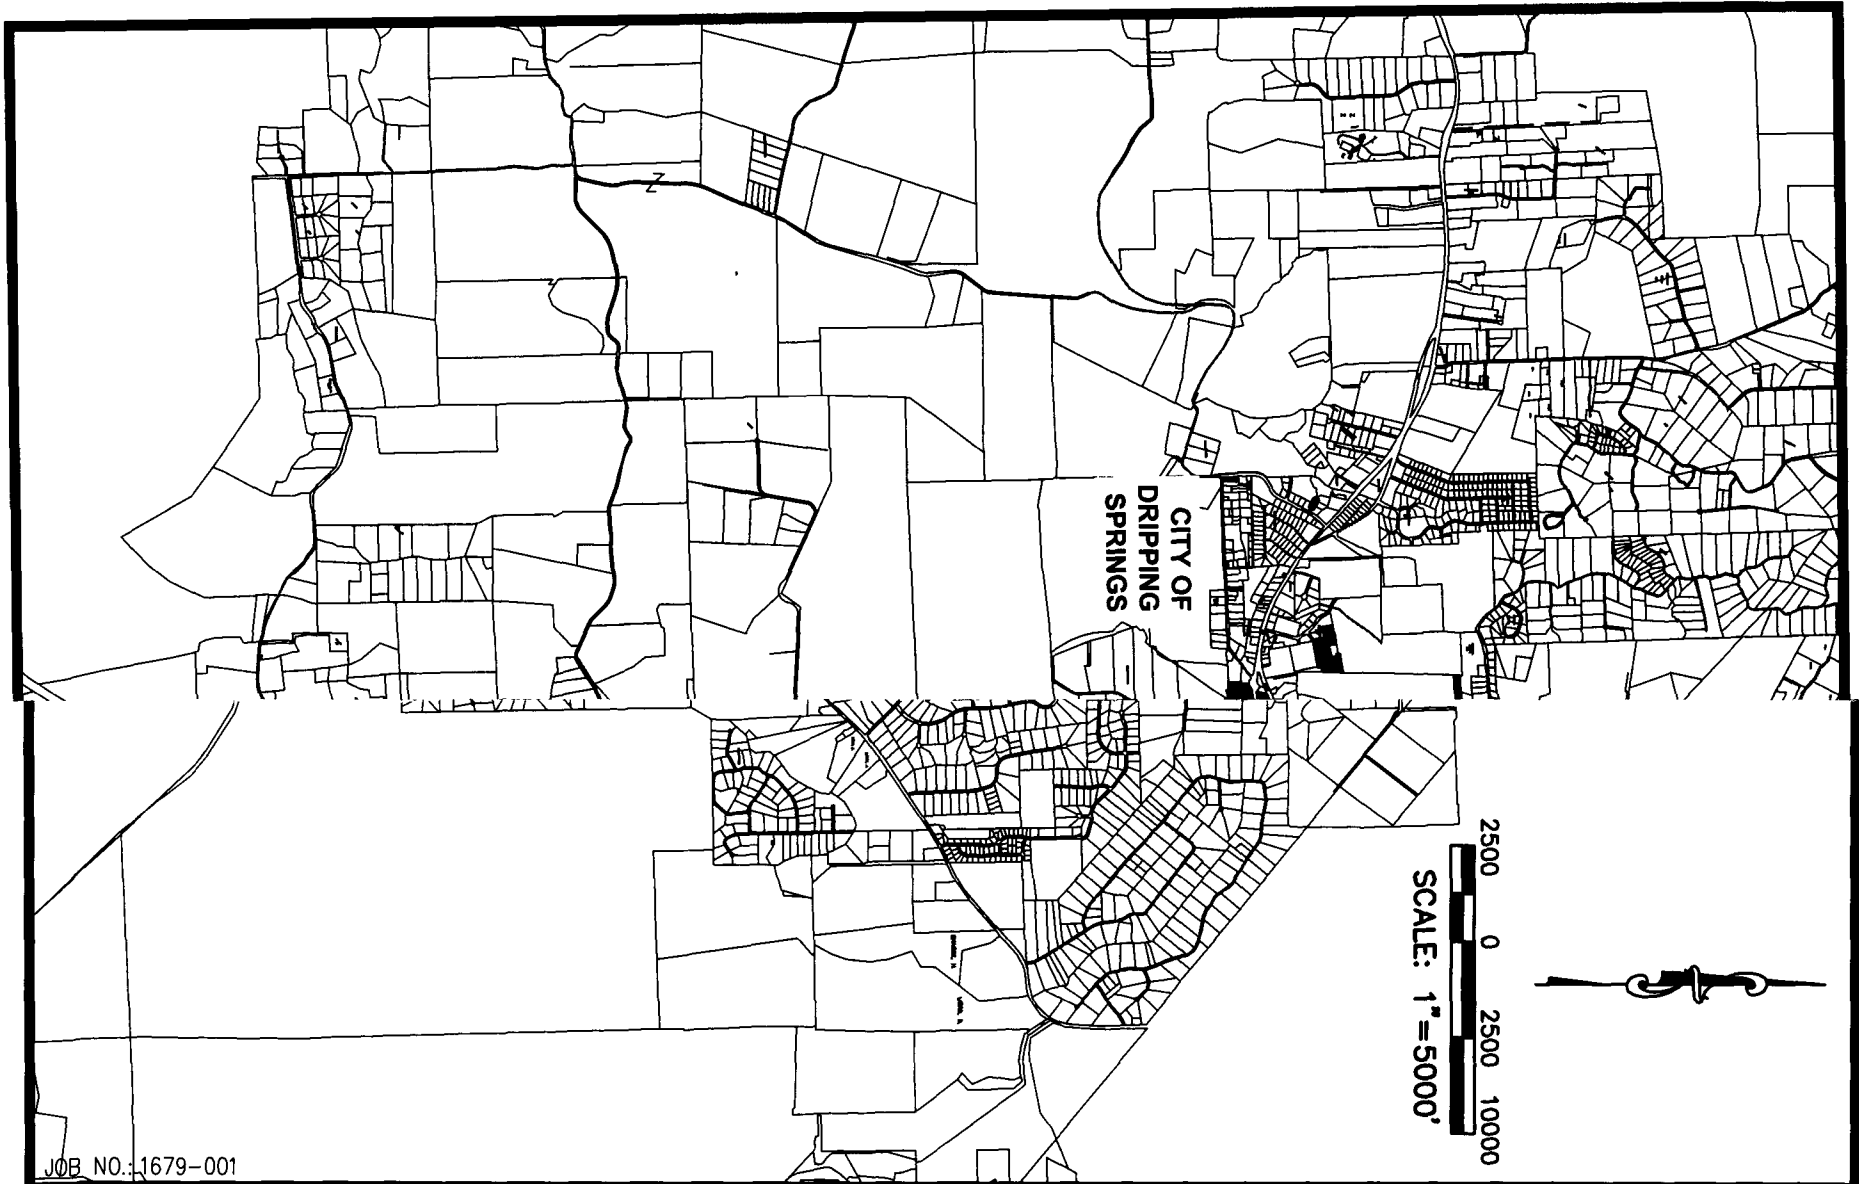 CITY OF
DRIPPING
SPRINGS
2500 0 2500 10000
SCALE: 1"=5000'
JOB NO.: 1679-001